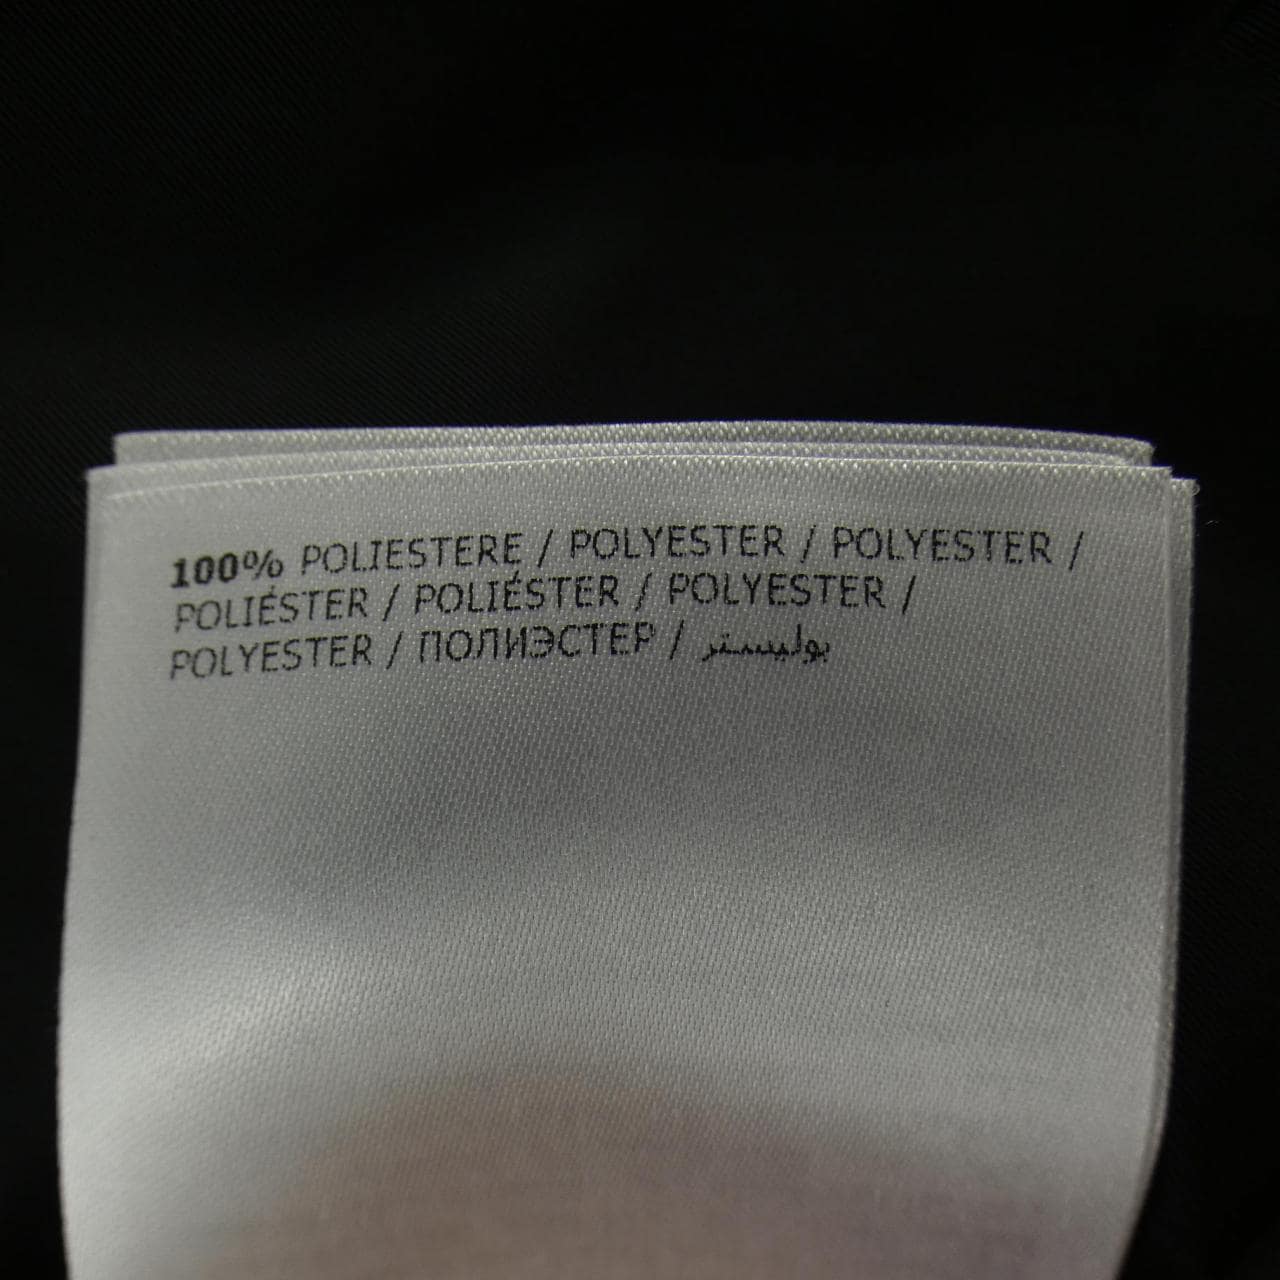 100% POLIESTERE / POLYESTER / POLYESTER /
POLIÉSTER / POLIÉSTER / POLYESTER /
POLYESTER / ПОЛИЭСТЕР / بوليستر